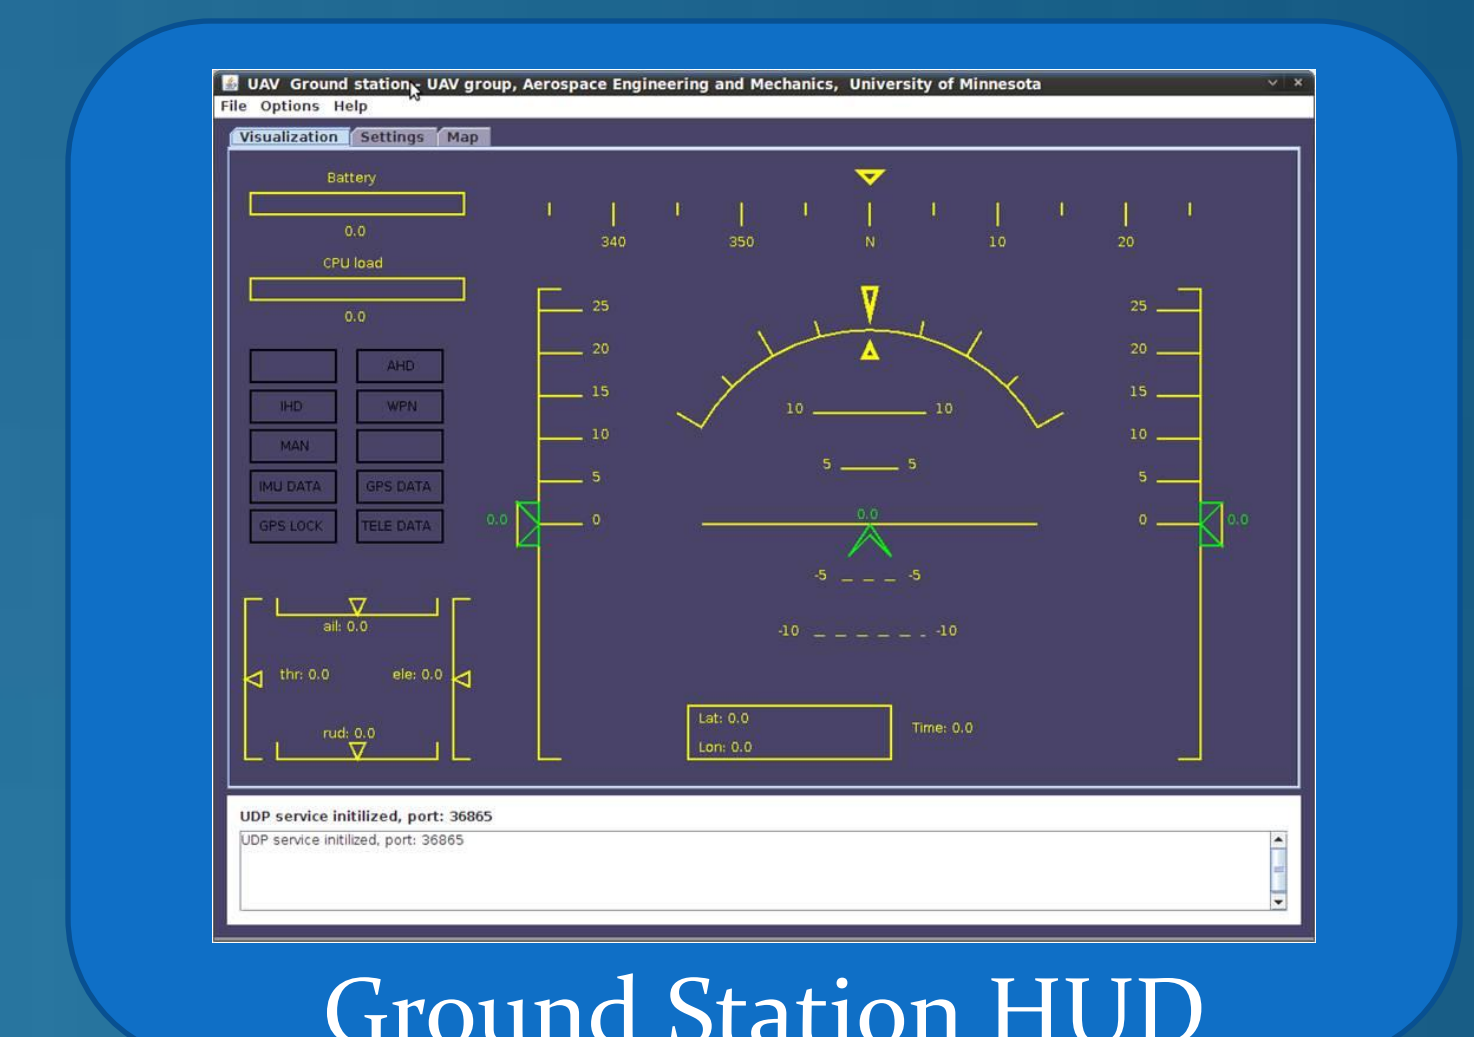 UAV Ground station - UAV group, Aerospace Engineering and Mechanics, University of Minnesota
File Options Help
Visualization Settings Map
Battery
0.0
CPU load
0.0
AHD
IHD WPN
MAN
IMU DATA GPS DATA
GPS LOCK TELE DATA
ail: 0.0
thr: 0.0 ele: 0.0
rud: 0.0
340 350 N 10 20
25 25
20 20
15 15
10 10
5 5
0.0 0 0 0.0
10 10
5 5
0.0
-5 -5
-10 -10
Lat: 0.0
Lon: 0.0
Time: 0.0
UDP service initilized, port: 36865
UDP service initilized, port: 36865
Ground Station HUD